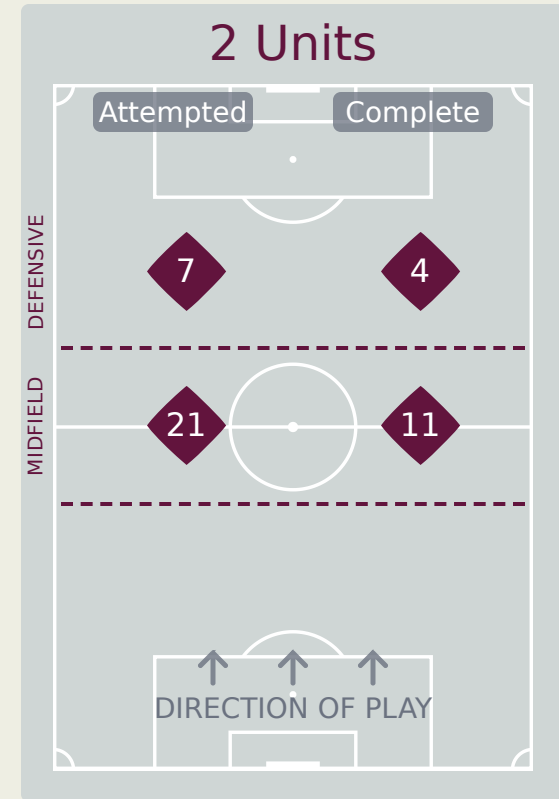 2 Units
Attempted Complete
DEFENSIVE
7 4
MIDFIELD
21 11
DIRECTION OF PLAY